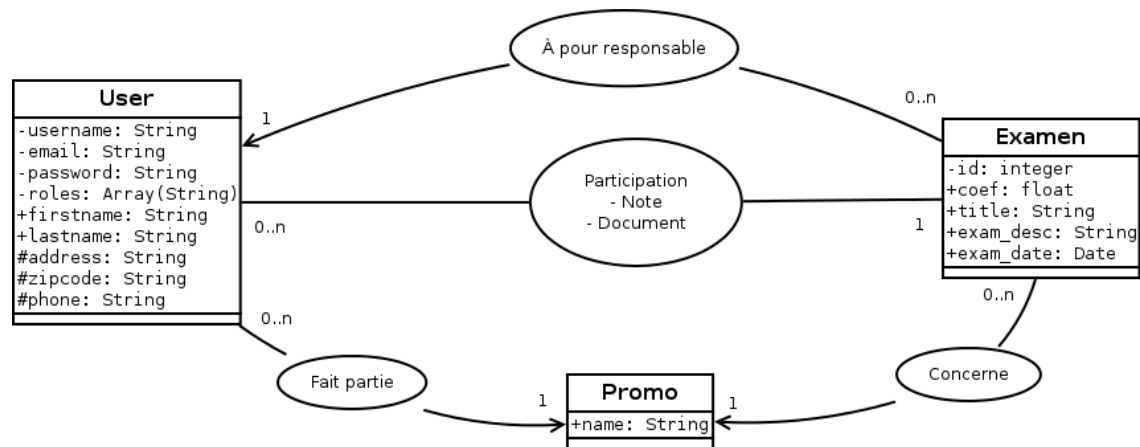 À pour responsable
User
1
0..n
-username: String
-email: String
-password: String
-roles: Array(String)
+firstname: String
+lastname: String
#address: String
#zipcode: String
#phone: String
Examen
-id: integer
+coef: float
+title: String
+exam_desc: String
+exam_date: Date
Participation
- Note
- Document
0..n
1
0..n
0..n
Fait partie
Concerne
1
Promo
1
+name: String